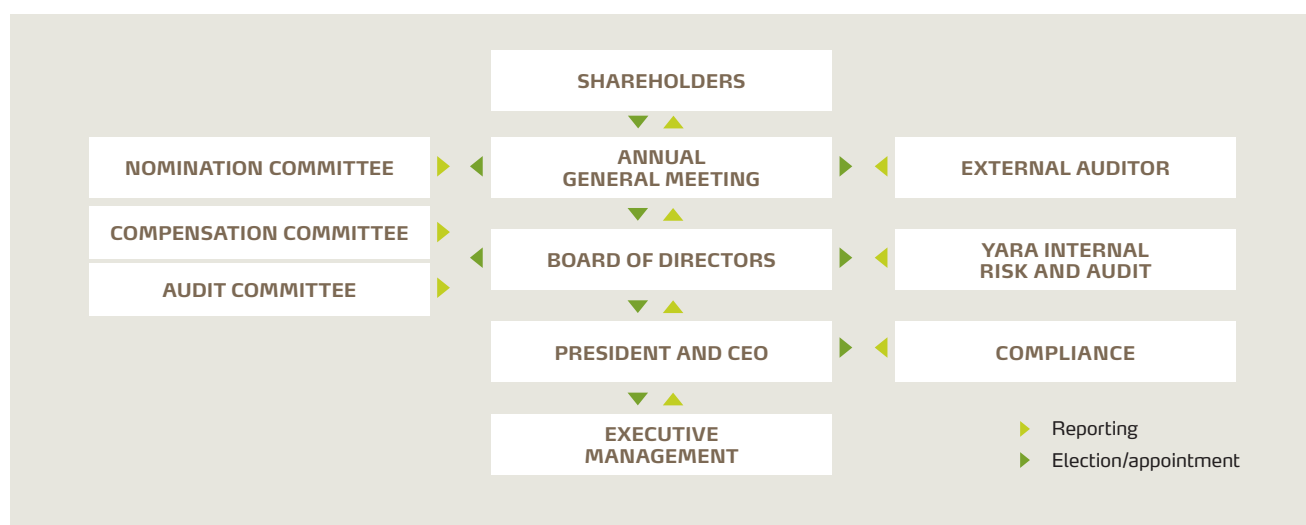 SHAREHOLDERS
NOMINATION COMMITTEE
ANNUAL
GENERAL MEETING
EXTERNAL AUDITOR
COMPENSATION COMMITTEE
AUDIT COMMITTEE
BOARD OF DIRECTORS
YARA INTERNAL
RISK AND AUDIT
PRESIDENT AND CEO
COMPLIANCE
EXECUTIVE
MANAGEMENT
Reporting
Election/appointment